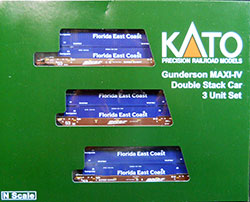 Florida East Coast
Florida East Coast
KATO
PRECISION RAILROAD MODELS
Gunderson MAXI-IV
Double Stack Car
3 Unit Set
Florida East Coast
Florida East Coast
Florida East Coast
Florida East Coast
N Scale